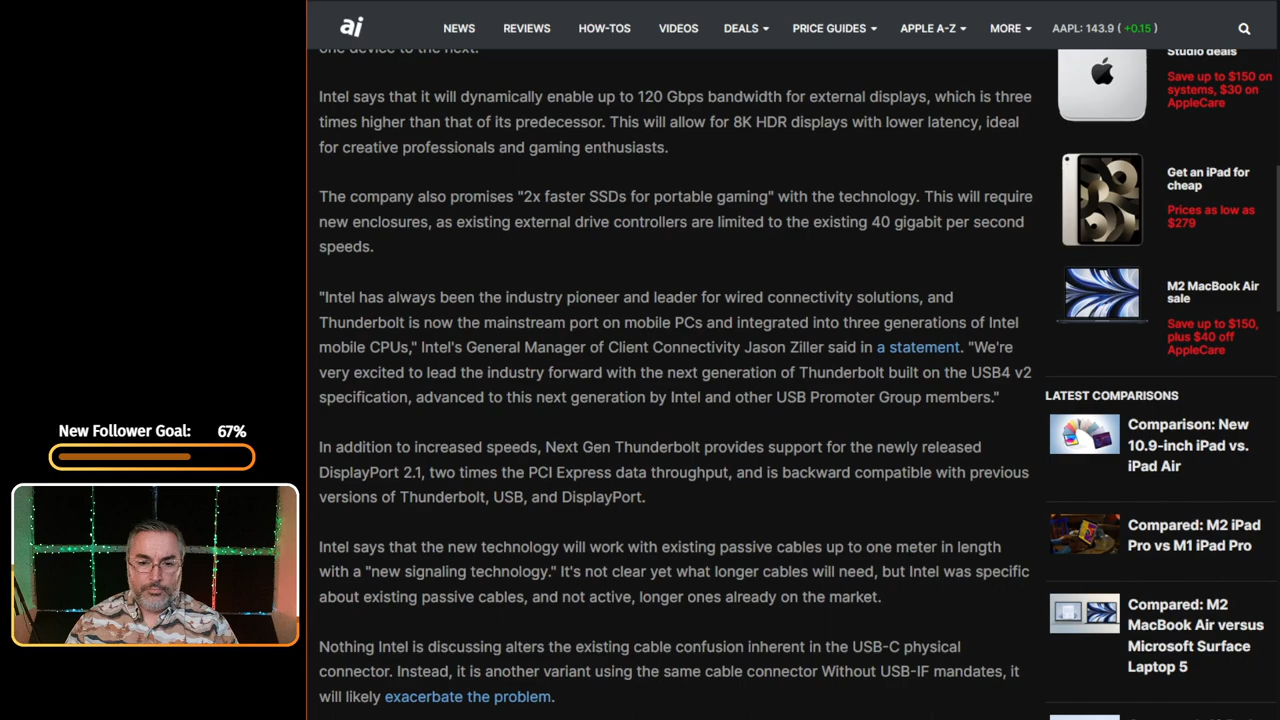 ai
NEWS
REVIEWS
HOW-TOS
VIDEOS
DEALS
PRICE GUIDES
APPLE A-Z
MORE
AAPL: 143.9 ( +0.15 )
one device to the next.
Intel says that it will dynamically enable up to 120 Gbps bandwidth for external displays, which is three
times higher than that of its predecessor. This will allow for 8K HDR displays with lower latency, ideal
for creative professionals and gaming enthusiasts.
The company also promises "2x faster SSDs for portable gaming" with the technology. This will require
new enclosures, as existing external drive controllers are limited to the existing 40 gigabit per second
speeds.
"Intel has always been the industry pioneer and leader for wired connectivity solutions, and
Thunderbolt is now the mainstream port on mobile PCs and integrated into three generations of Intel
mobile CPUs," Intel's General Manager of Client Connectivity Jason Ziller said in a statement. "We're
very excited to lead the industry forward with the next generation of Thunderbolt built on the USB4 v2
specification, advanced to this next generation by Intel and other USB Promoter Group members."
In addition to increased speeds, Next Gen Thunderbolt provides support for the newly released
DisplayPort 2.1, two times the PCI Express data throughput, and is backward compatible with previous
versions of Thunderbolt, USB, and DisplayPort.
Intel says that the new technology will work with existing passive cables up to one meter in length
with a "new signaling technology." It's not clear yet what longer cables will need, but Intel was specific
about existing passive cables, and not active, longer ones already on the market.
Nothing Intel is discussing alters the existing cable confusion inherent in the USB-C physical
connector. Instead, it is another variant using the same cable connector Without USB-IF mandates, it
will likely exacerbate the problem.
Studio deals
Save up to $150 on
systems, $30 on
AppleCare
Get an iPad for
cheap
Prices as low as
$279
M2 MacBook Air
sale
Save up to $150,
plus $40 off
AppleCare
LATEST COMPARISONS
Comparison: New
10.9-inch iPad vs.
iPad Air
Compared: M2 iPad
Pro vs M1 iPad Pro
Compared: M2
MacBook Air versus
Microsoft Surface
Laptop 5
New Follower Goal: 67%